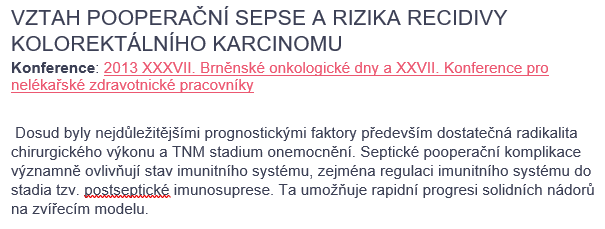 VZTAH POOPERAČNÍ SEPSE A RIZIKA RECIDIVY
KOLOREKTÁLNÍHO KARCINOMU
Konference: 2013 XXXVII. Brněnské onkologické dny a XXVII. Konference pro
nelékařské zdravotnické pracovníky
Dosud byly nejdůležitějšími prognostickými faktory především dostatečná radikalita
chirurgického výkonu a TNM stadium onemocnění. Septické pooperační komplikace
významně ovlivňují stav imunitního systému, zejména regulaci imunitního systému do
stadia tzv. postseptické imunosuprese. Ta umožňuje rapidní progresi solidních nádorů
na zvířecím modelu.